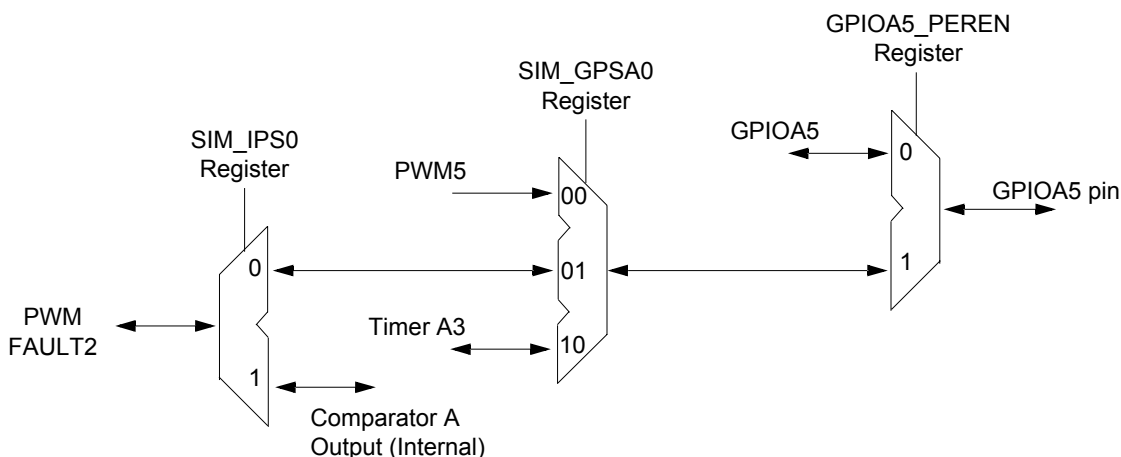 GPIOA5_PEREN
Register
SIM_GPSA0
Register
SIM_IPS0
Register
GPIOA5
0
PWM5
00
GPIOA5 pin
0
01
1
PWM
FAULT2
Timer A3
10
1
Comparator A
Output (Internal)